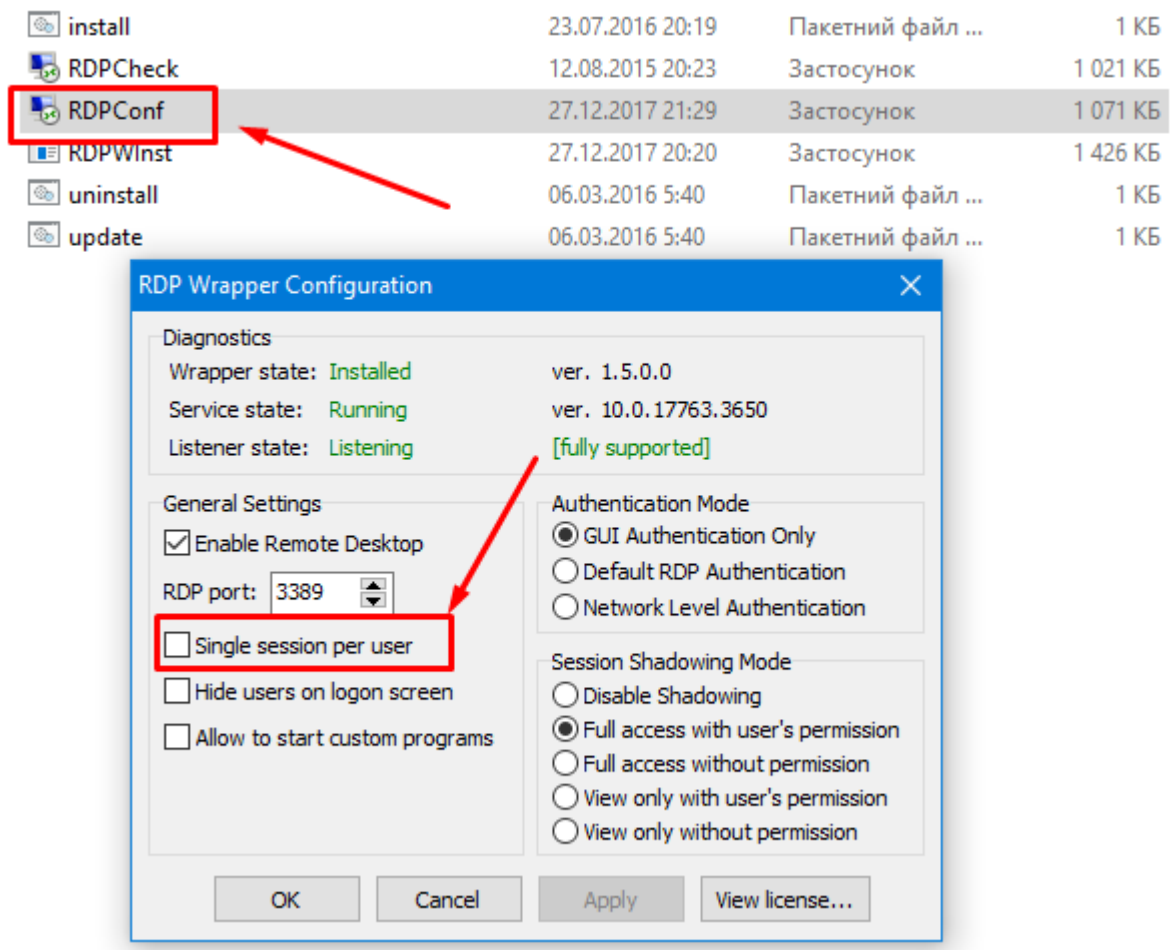 install 23.07.2016 20:19 Пакетний файл ... 1 КБ
RDPCheck 12.08.2015 20:23 Застосунок 1 021 КБ
RDPConf 27.12.2017 21:29 Застосунок 1 071 КБ
RDPWInst 27.12.2017 20:20 Застосунок 1 426 КБ
uninstall 06.03.2016 5:40 Пакетний файл ... 1 КБ
update 06.03.2016 5:40 Пакетний файл ... 1 КБ
RDP Wrapper Configuration
Diagnostics
Wrapper state: Installed ver. 1.5.0.0
Service state: Running ver. 10.0.17763.3650
Listener state: Listening [fully supported]
General Settings
Enable Remote Desktop
RDP port: 3389
Single session per user
Hide users on logon screen
Allow to start custom programs
Authentication Mode
GUI Authentication Only
Default RDP Authentication
Network Level Authentication
Session Shadowing Mode
Disable Shadowing
Full access with user's permission
Full access without permission
View only with user's permission
View only without permission
OK Cancel Apply View license...